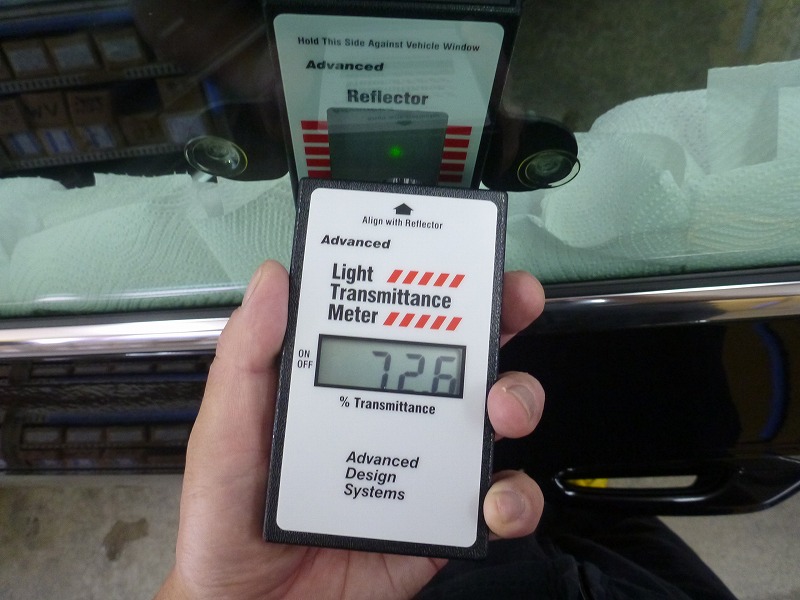 Hold This Side Against Vehicle Window
Advanced
Reflector
Align with Reflector
Advanced
Light
Transmittance
Meter
ON
OFF
726
% Transmittance
Advanced
Design
Systems